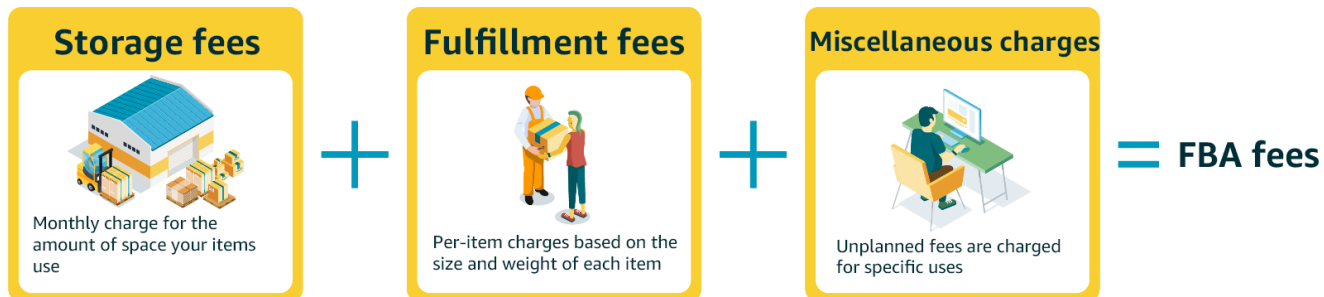 Storage fees
Monthly charge for the
amount of space your items
use
+
Fulfillment fees
Per-item charges based on the
size and weight of each item
+
Miscellaneous charges
Unplanned fees are charged
for specific uses
= FBA fees